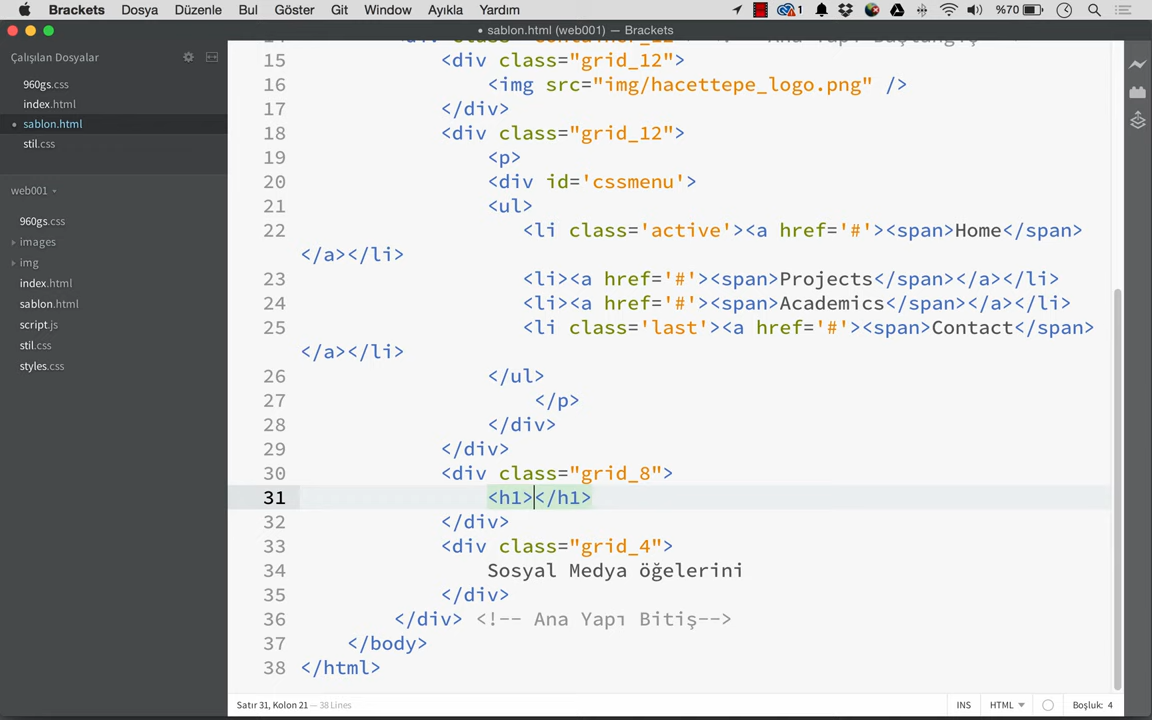 Brackets Dosya Düzenle Bul Göster Git Window Ayıkla Yardım 1 %70
sablon.html (web001) — Brackets
Çalışılan Dosyalar
960gs.css
index.html
sablon.html
stil.css
web001
960gs.css
images
img
index.html
sablon.html
script.js
stil.css
styles.css
15 <div class="grid_12">
16 <img src="img/hacettepe_logo.png" />
17 </div>
18 <div class="grid_12">
19 <p>
20 <div id='cssmenu'>
21 <ul>
22 <li class='active'><a href='#'><span>Home</span>
</a></li>
23 <li><a href='#'><span>Projects</span></a></li>
24 <li><a href='#'><span>Academics</span></a></li>
25 <li class='last'><a href='#'><span>Contact</span>
</a></li>
26 </ul>
27 </p>
28 </div>
29 </div>
30 <div class="grid_8">
31 <h1></h1>
32 </div>
33 <div class="grid_4">
34 Sosyal Medya öğelerini
35 </div>
36 </div> <!-- Ana Yapı Bitiş-->
37 </body>
38 </html>
Satır 31, Kolon 21 — 38 Lines
INS HTML Boşluk: 4